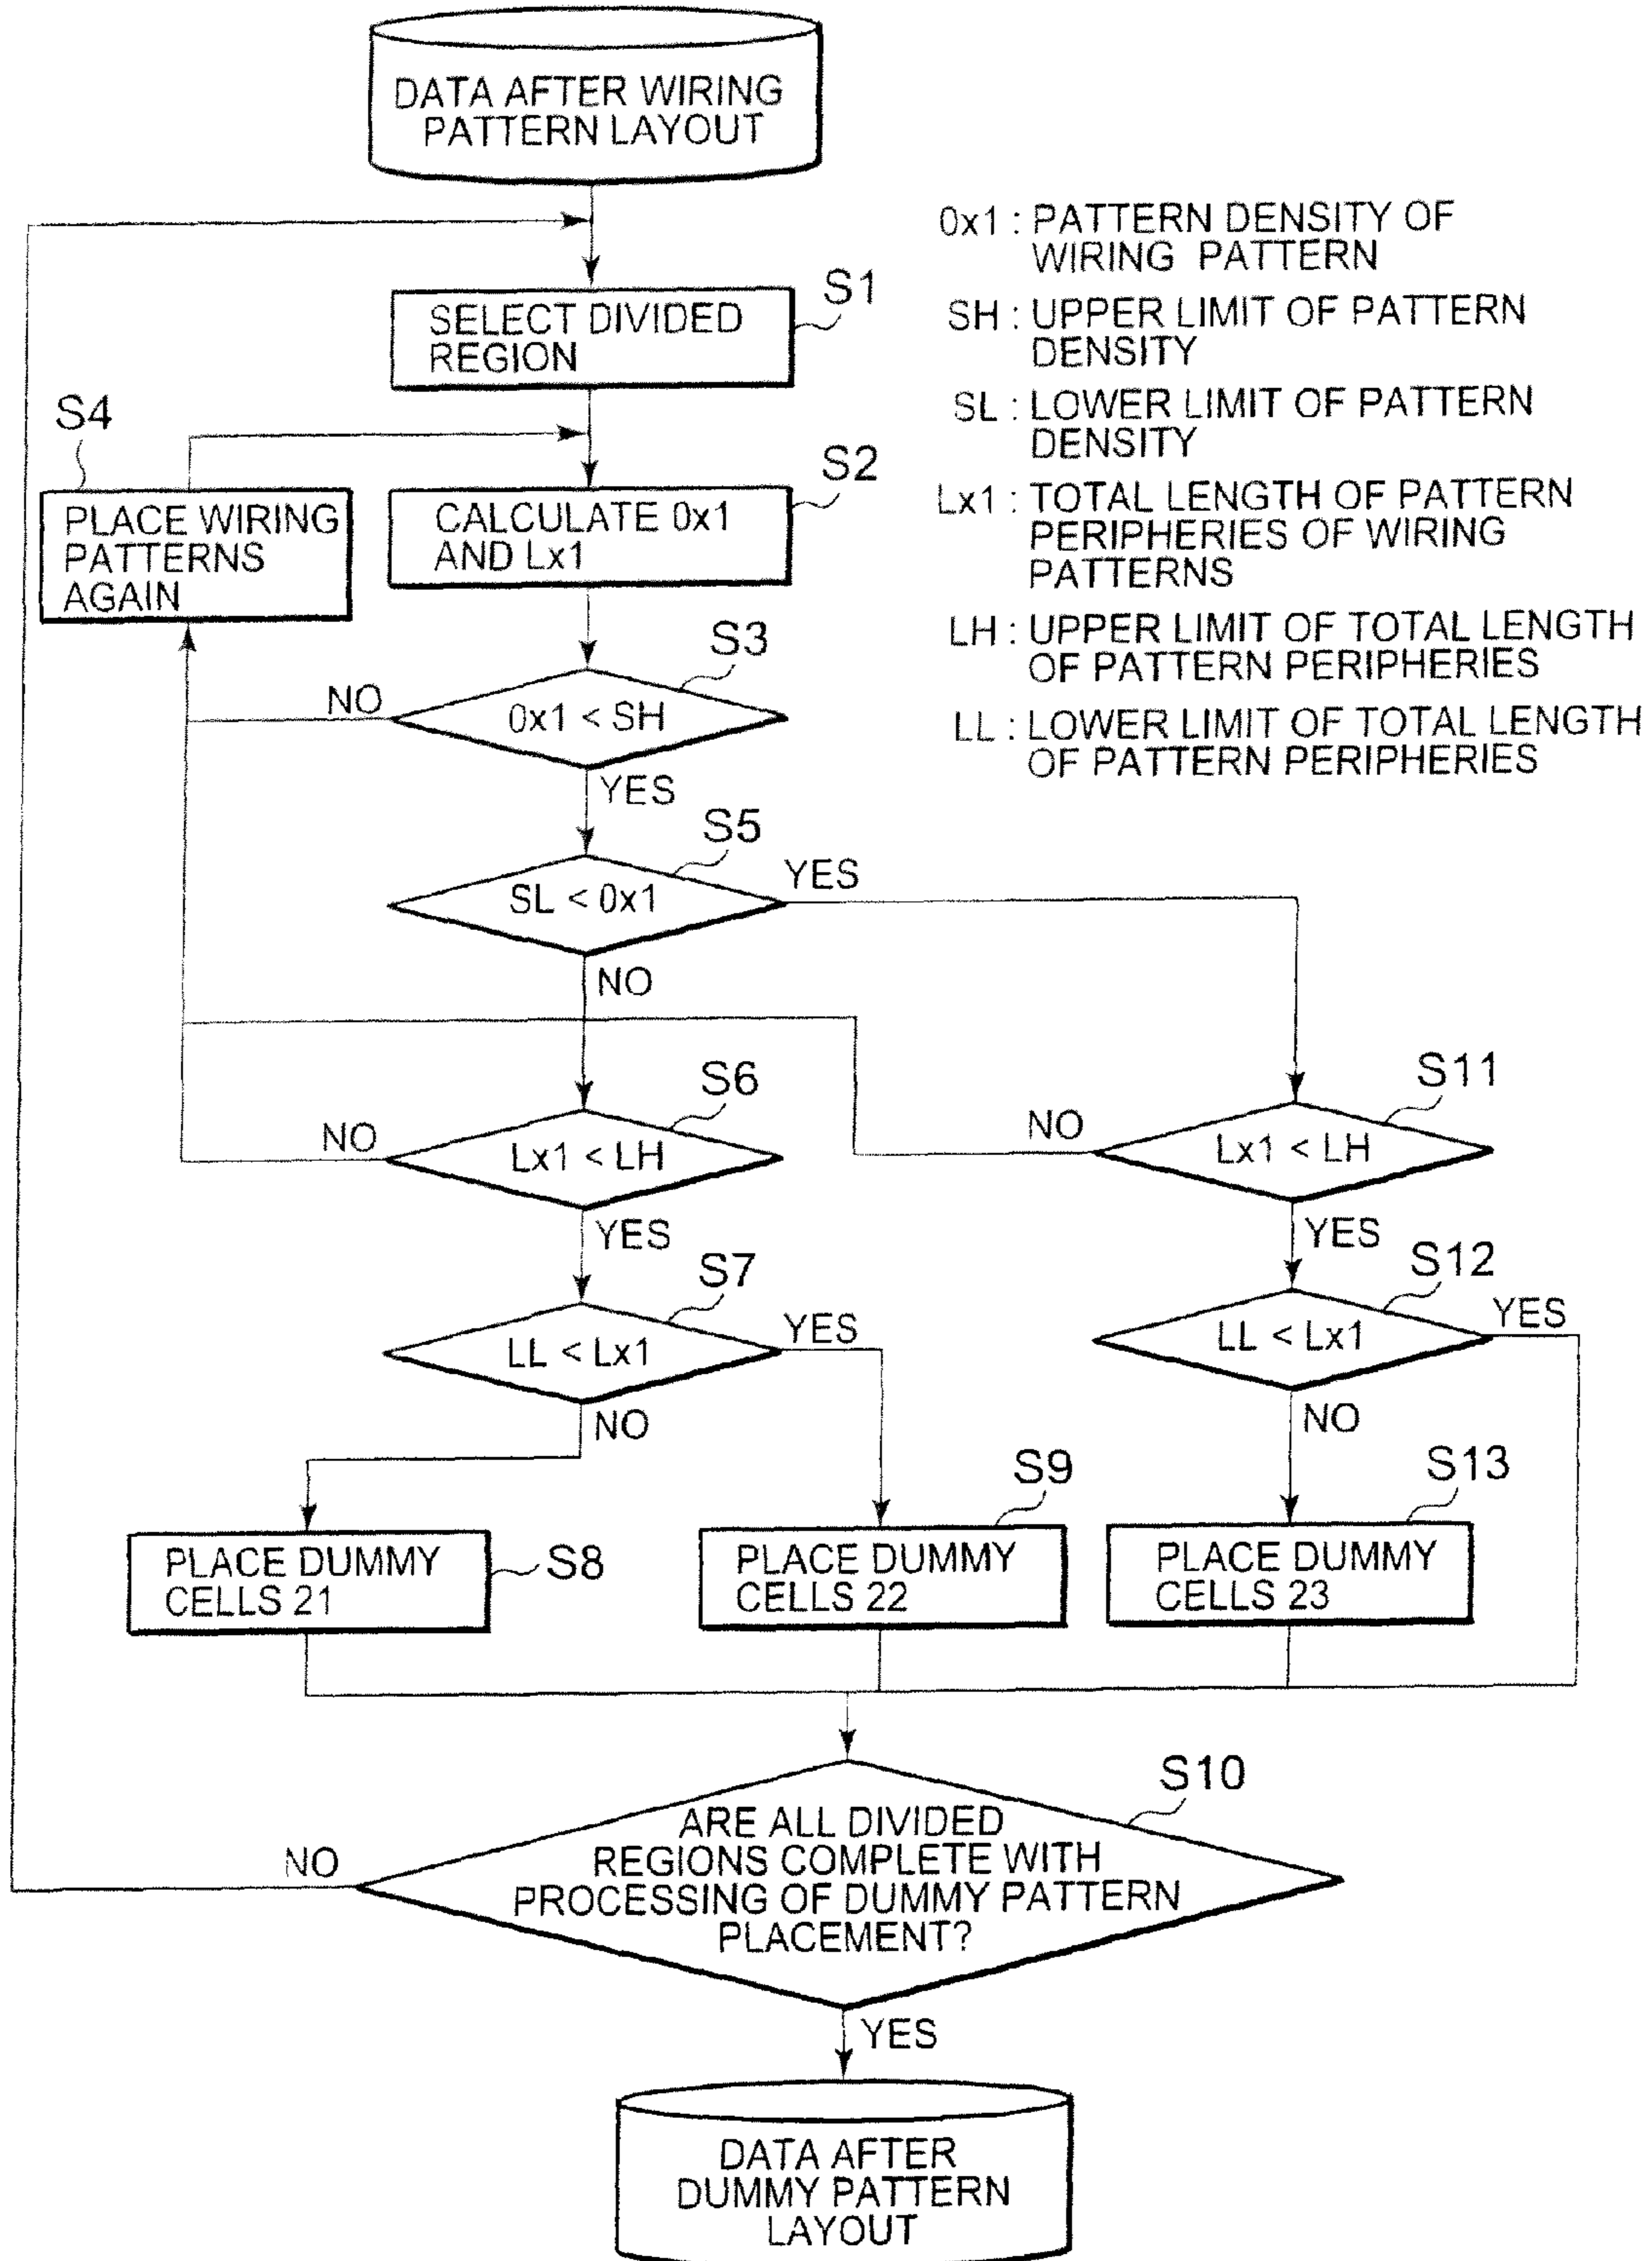 DATA AFTER WIRING
PATTERN LAYOUT
0x1 : PATTERN DENSITY OF
WIRING PATTERN
SH : UPPER LIMIT OF PATTERN
DENSITY
SL : LOWER LIMIT OF PATTERN
DENSITY
Lx1 : TOTAL LENGTH OF PATTERN
PERIPHERIES OF WIRING
PATTERNS
LH : UPPER LIMIT OF TOTAL LENGTH
OF PATTERN PERIPHERIES
LL : LOWER LIMIT OF TOTAL LENGTH
OF PATTERN PERIPHERIES
S1
SELECT DIVIDED
REGION
S4
PLACE WIRING
PATTERNS
AGAIN
S2
CALCULATE 0x1
AND Lx1
S3
NO
0x1 < SH
YES
S5
SL < 0x1
YES
NO
S6
NO
Lx1 < LH
YES
S11
NO
Lx1 < LH
YES
S7
LL < Lx1
YES
NO
S12
LL < Lx1
YES
NO
PLACE DUMMY
CELLS 21
S8
S9
PLACE DUMMY
CELLS 22
S13
PLACE DUMMY
CELLS 23
S10
NO
ARE ALL DIVIDED
REGIONS COMPLETE WITH
PROCESSING OF DUMMY PATTERN
PLACEMENT?
YES
DATA AFTER
DUMMY PATTERN
LAYOUT